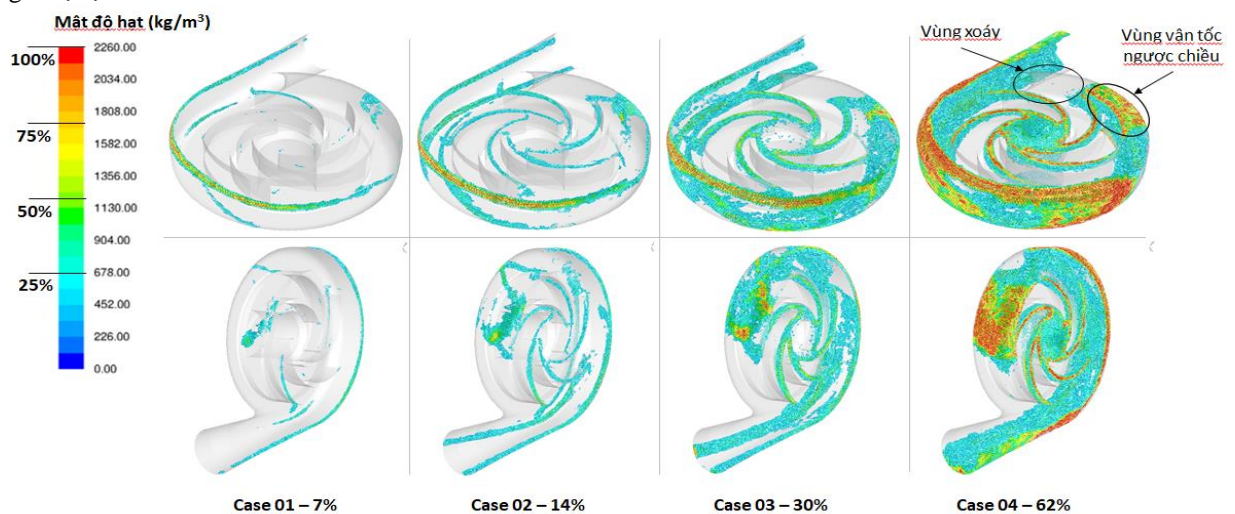 Mật độ hạt (kg/m³)
100%
75%
50%
25%
2260.00
2034.00
1808.00
1582.00
1356.00
1130.00
904.00
678.00
452.00
226.00
0.00
Vùng xoáy
Vùng vận tốc
ngược chiều
Case 01 – 7%
Case 02 – 14%
Case 03 – 30%
Case 04 – 62%